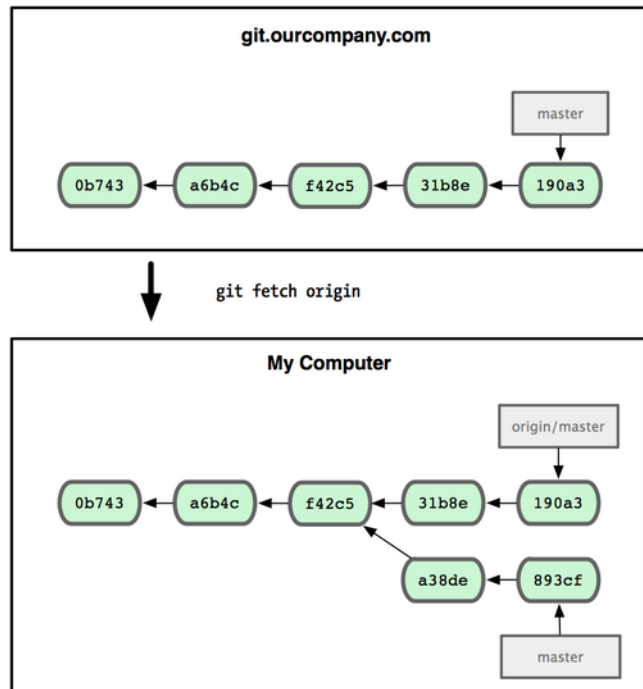 git.ourcompany.com
master
0b743 a6b4c f42c5 31b8e 190a3
git fetch origin
My Computer
origin/master
0b743 a6b4c f42c5 31b8e 190a3
a38de 893cf
master